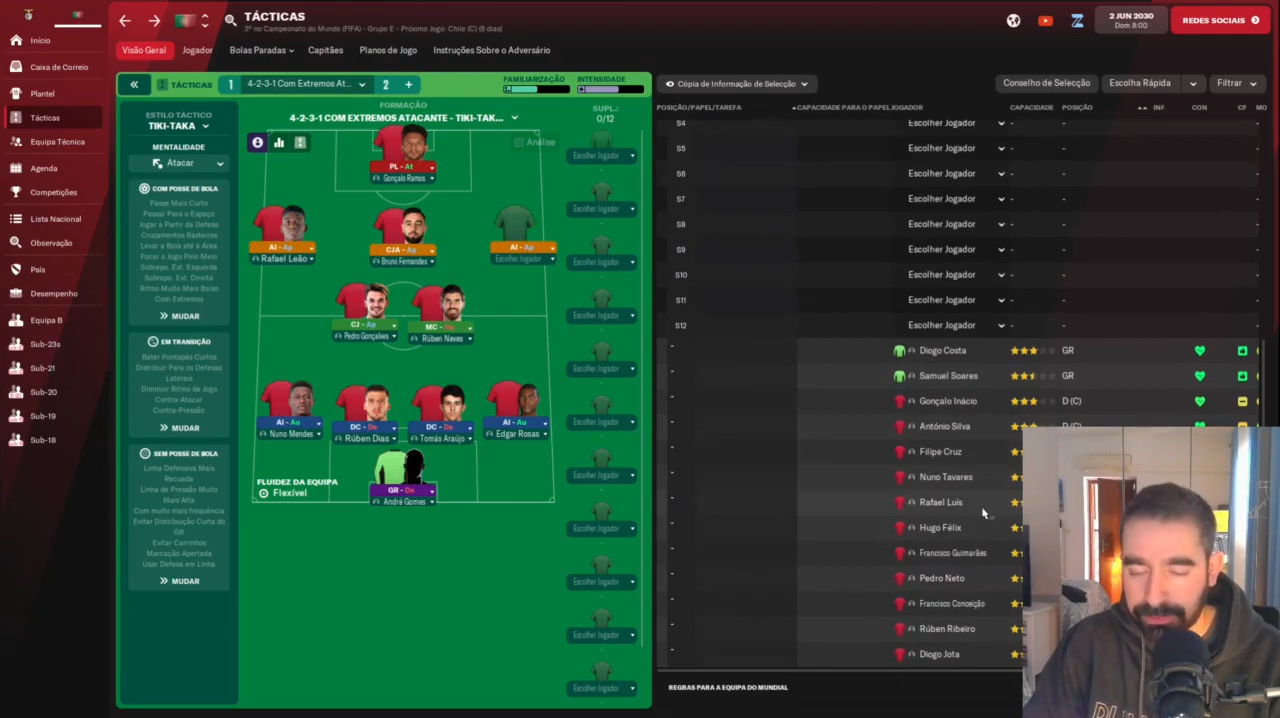 TÁCTICAS
3º no Campeonato do Mundo (FIFA) - Grupo E - Próximo Jogo: Chile (C) (6 dias)
2 JUN 2030
Dom 8:00
REDES SOCIAIS
Início
Caixa de Correio
Plantel
Tácticas
Equipa Técnica
Agenda
Competições
Lista Nacional
Observação
País
Desempenho
Equipa B
Sub-23s
Sub-21
Sub-20
Sub-19
Sub-18
Visão Geral
Jogador
Bolas Paradas
Capitães
Planos de Jogo
Instruções Sobre o Adversário
TÁCTICAS
1
4-2-3-1 Com Extremos At...
2
+
FAMILIARIZAÇÃO
INTENSIDADE
ESTILO TÁCTICO
TIKI-TAKA
MENTALIDADE
Atacar
COM POSSE DE BOLA
Passe Mais Curto
Passar Para o Espaço
Jogar a Partir da Defesa
Cruzamentos Rasteiros
Levar a Bola até à Área
Focar o Jogo Pelo Meio
Sobrepo. Ext. Esquerda
Sobrepo. Ext. Direita
Ritmo Muito Mais Baixo
Com Extremos
MUDAR
EM TRANSIÇÃO
Bater Pontapés Curtos
Distribuir Para os Defesas
Laterais
Diminuir Ritmo de Jogo
Contra-Atacar
Contra-Pressão
MUDAR
SEM POSSE DE BOLA
Linha Defensiva Mais
Recuada
Linha de Pressão Muito
Mais Alta
Com muito mais frequência
Evitar Distribuição Curta do
GR
Evitar Carrinhos
Marcação Apertada
Usar Defesa em Linha
MUDAR
FORMAÇÃO
4-2-3-1 COM EXTREMOS ATACANTE - TIKI-TAK...
Análise
PL - At
Gonçalo Ramos
AI - Ap
Rafael Leão
CJA - Ap
Bruno Fernandes
AI - Ap
Escolher Jogador
CJ - Ap
Pedro Gonçalves
MC - De
Rúben Neves
AI - Au
Nuno Mendes
DC - De
Rúben Dias
DC - De
Tomás Araújo
AI - Au
Edgar Rosas
GR - De
André Gomes
FLUIDEZ DA EQUIPA
Flexível
SUPL.:
0/12
Escolher Jogador
Escolher Jogador
Escolher Jogador
Escolher Jogador
Escolher Jogador
Escolher Jogador
Escolher Jogador
Escolher Jogador
Escolher Jogador
Escolher Jogador
Escolher Jogador
Cópia de Informação de Selecção
Conselho de Selecção
Escolha Rápida
Filtrar
POSIÇÃO/PAPEL/TAREFA
CAPACIDADE PARA O PAPEL
JOGADOR
CAPACIDADE
POSIÇÃO
INF
CON
CF
MO
S4 Escolher Jogador - -
S5 Escolher Jogador - -
S6 Escolher Jogador - -
S7 Escolher Jogador - -
S8 Escolher Jogador - -
S9 Escolher Jogador - -
S10 Escolher Jogador - -
S11 Escolher Jogador - -
S12 Escolher Jogador - -
- Diogo Costa GR
- Samuel Soares GR
- Gonçalo Inácio D (C)
- António Silva D (C)
- Filipe Cruz
- Nuno Tavares
- Rafael Luís
- Hugo Félix
- Francisco Guimarães
- Pedro Neto
- Francisco Conceição
- Rúben Ribeiro
- Diogo Jota
REGRAS PARA A EQUIPA DO MUNDIAL